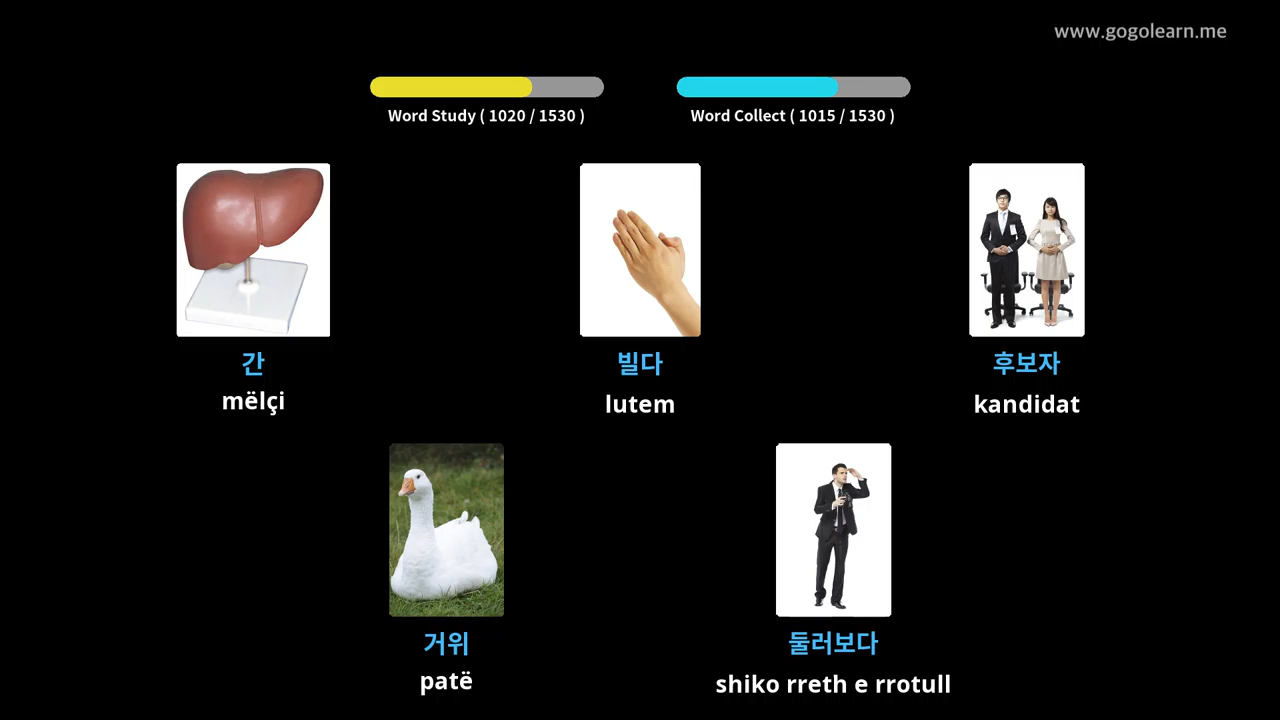 www.gogolearn.me
Word Study ( 1020 / 1530 )
Word Collect ( 1015 / 1530 )
간
빌다
후보자
mëlçi
lutem
kandidat
거위
둘러보다
patë
shiko rreth e rrotull